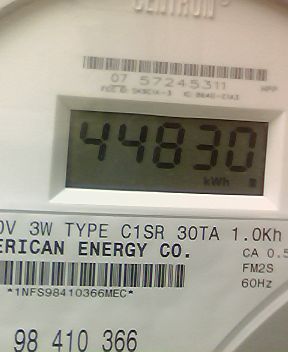 CENTRON®
07 57245311
44830
kWh
0V 3W TYPE C1SR 30TA 1.0Kh
ERICAN ENERGY CO.
CA 0.5
FM2S
60Hz
*1NFS98410366MEC*
98 410 366